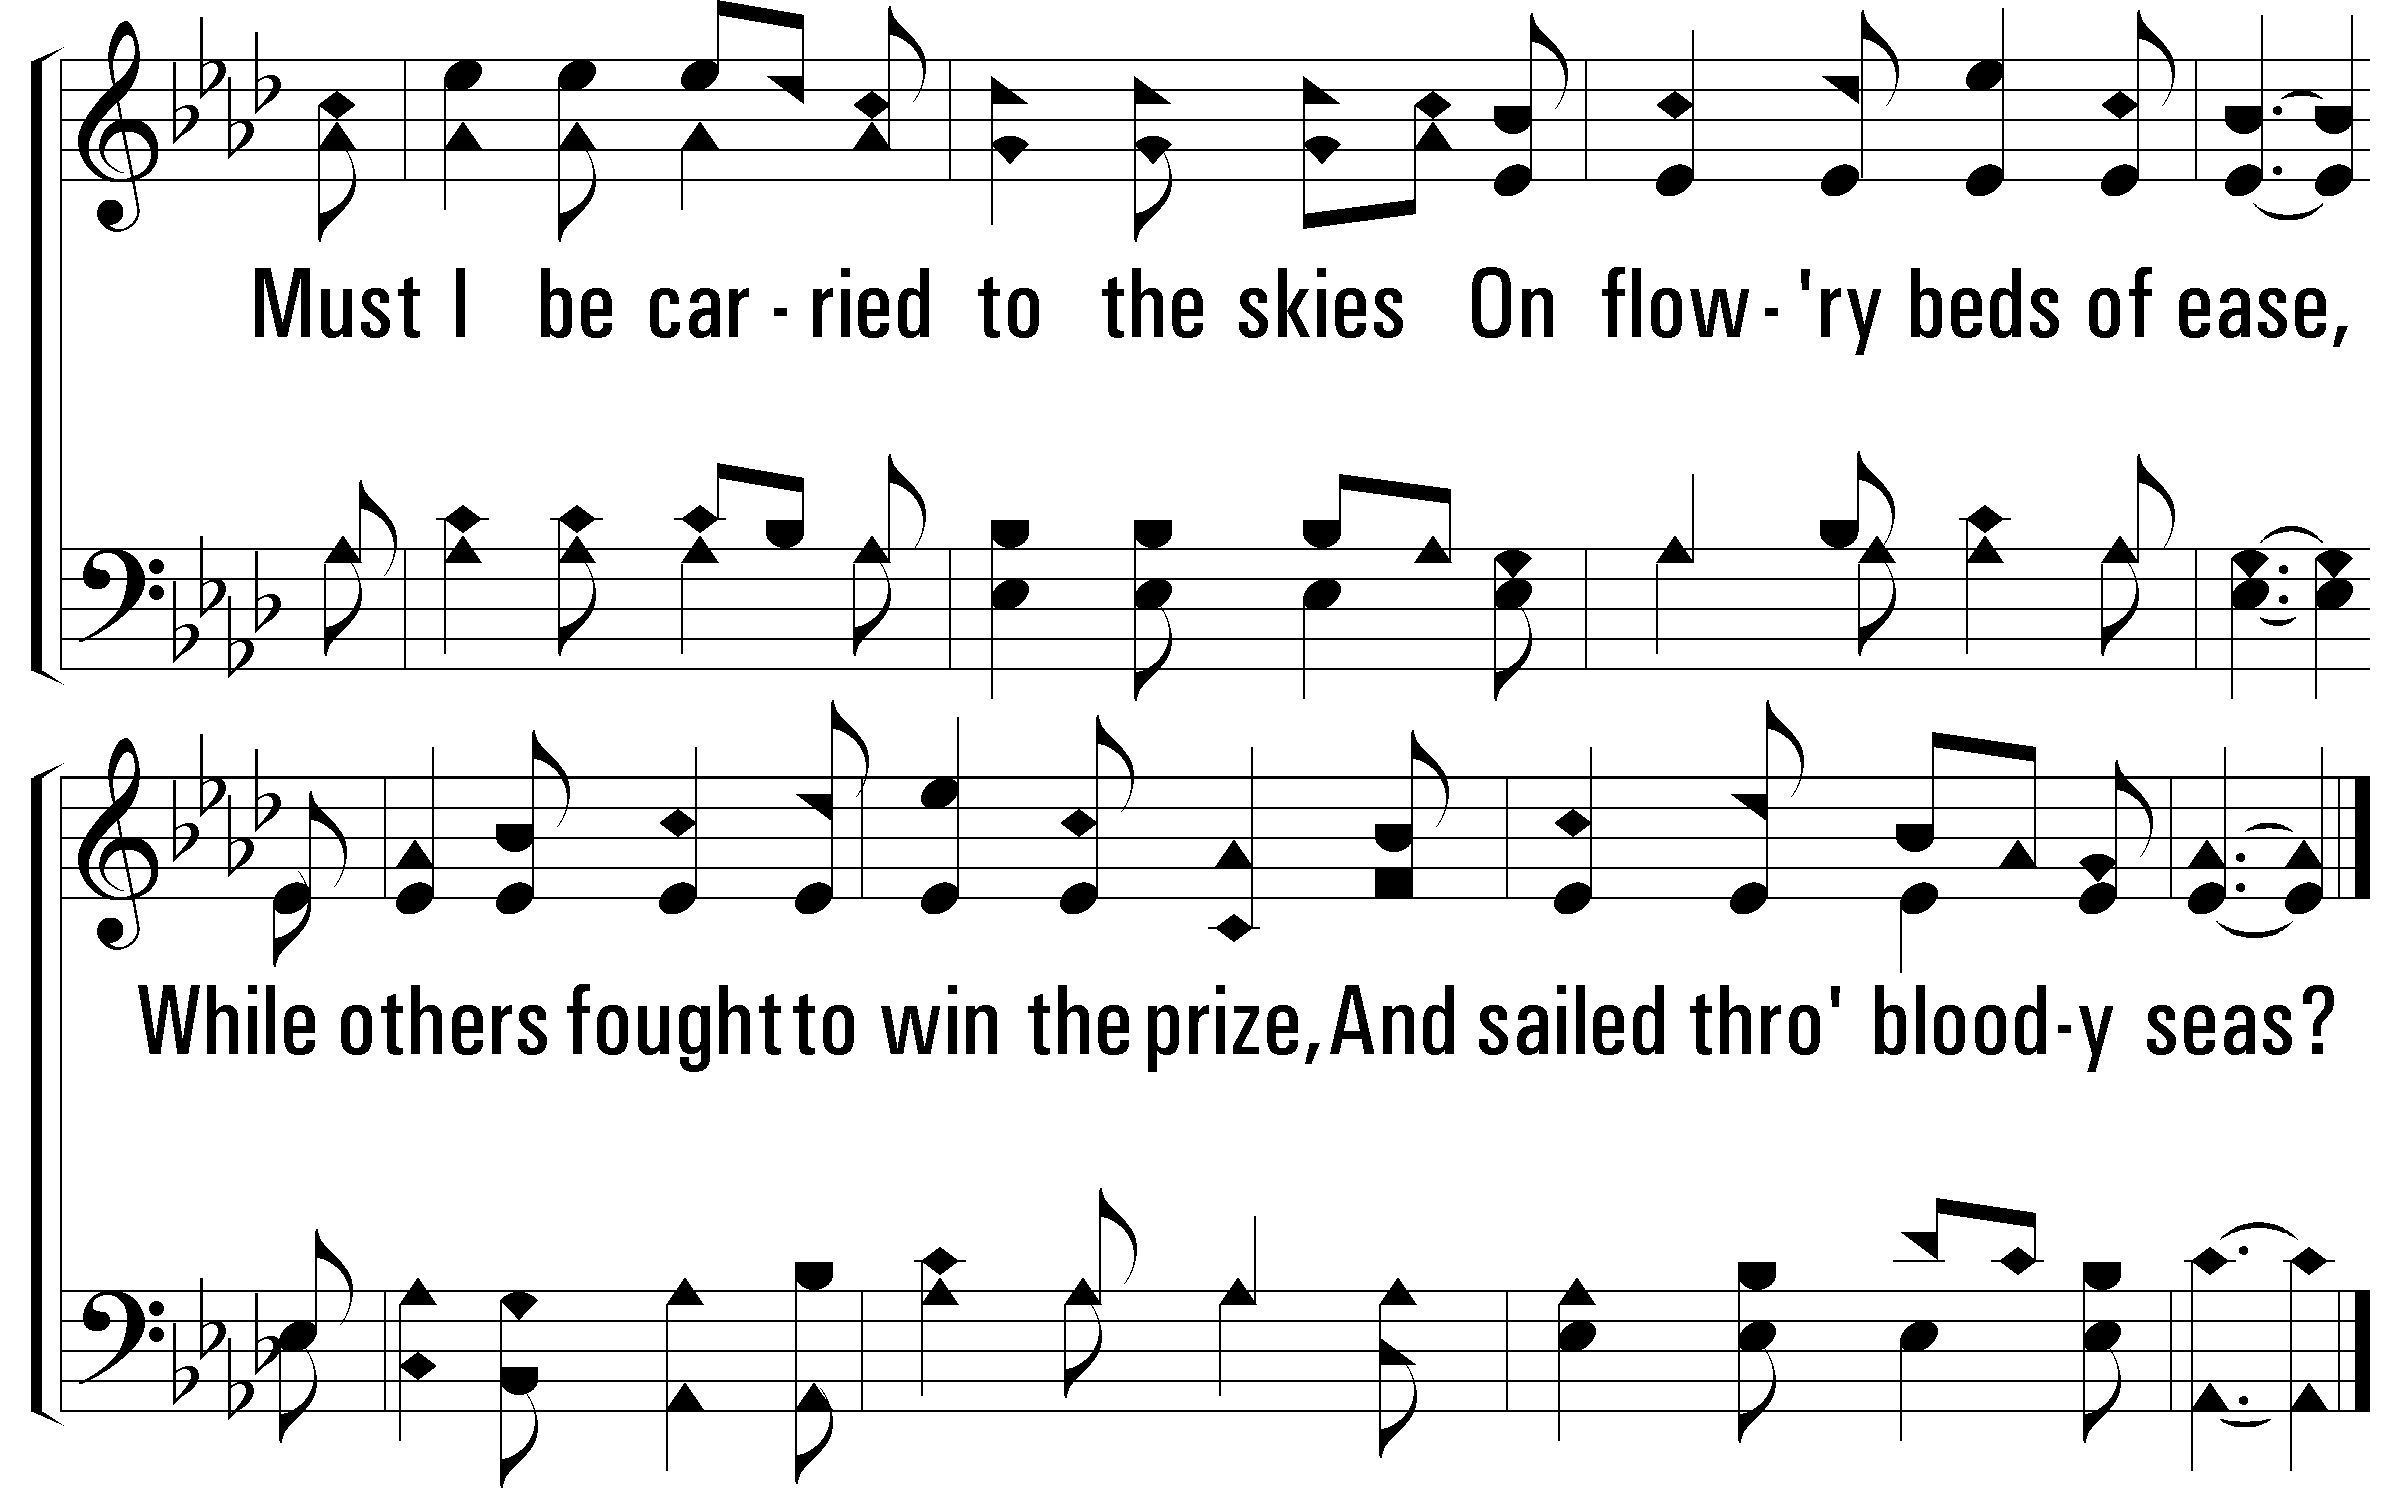 Must I be car - ried to the skies On flow - 'ry beds of ease,
While others fought to win the prize, And sailed thro' blood-y seas?